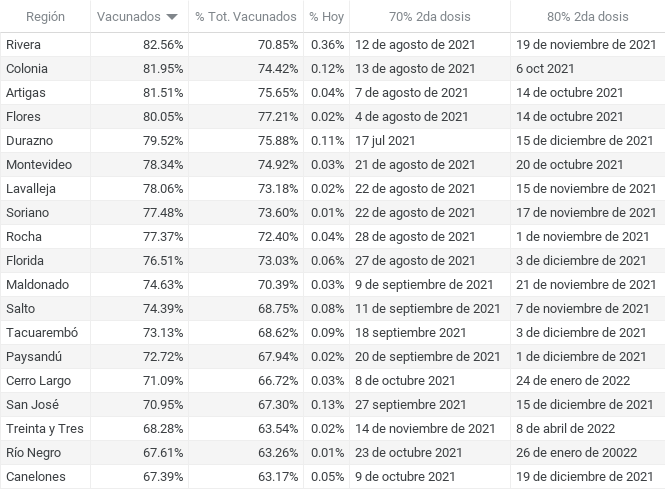 Región Vacunados % Tot. Vacunados % Hoy 70% 2da dosis 80% 2da dosis
Rivera 82.56% 70.85% 0.36% 12 de agosto de 2021 19 de noviembre de 2021
Colonia 81.95% 74.42% 0.12% 13 de agosto de 2021 6 oct 2021
Artigas 81.51% 75.65% 0.04% 7 de agosto de 2021 14 de octubre 2021
Flores 80.05% 77.21% 0.02% 4 de agosto de 2021 14 de octubre 2021
Durazno 79.52% 75.88% 0.11% 17 jul 2021 15 de diciembre de 2021
Montevideo 78.34% 74.92% 0.03% 21 de agosto de 2021 20 de octubre 2021
Lavalleja 78.06% 73.18% 0.02% 22 de agosto de 2021 15 de noviembre de 2021
Soriano 77.48% 73.60% 0.01% 22 de agosto de 2021 17 de noviembre de 2021
Rocha 77.37% 72.40% 0.04% 28 de agosto de 2021 1 de noviembre de 2021
Florida 76.51% 73.03% 0.06% 27 de agosto de 2021 3 de diciembre de 2021
Maldonado 74.63% 70.39% 0.03% 9 de septiembre de 2021 21 de noviembre de 2021
Salto 74.39% 68.75% 0.08% 11 de septiembre de 2021 7 de noviembre de 2021
Tacuarembó 73.13% 68.62% 0.09% 18 septiembre 2021 3 de diciembre de 2021
Paysandú 72.72% 67.94% 0.02% 20 de septiembre de 2021 1 de diciembre de 2021
Cerro Largo 71.09% 66.72% 0.03% 8 de octubre 2021 24 de enero de 2022
San José 70.95% 67.30% 0.13% 27 septiembre 2021 15 de diciembre de 2021
Treinta y Tres 68.28% 63.54% 0.02% 14 de noviembre de 2021 8 de abril de 2022
Río Negro 67.61% 63.26% 0.01% 23 de octubre 2021 26 de enero de 20022
Canelones 67.39% 63.17% 0.05% 9 de octubre 2021 19 de diciembre de 2021